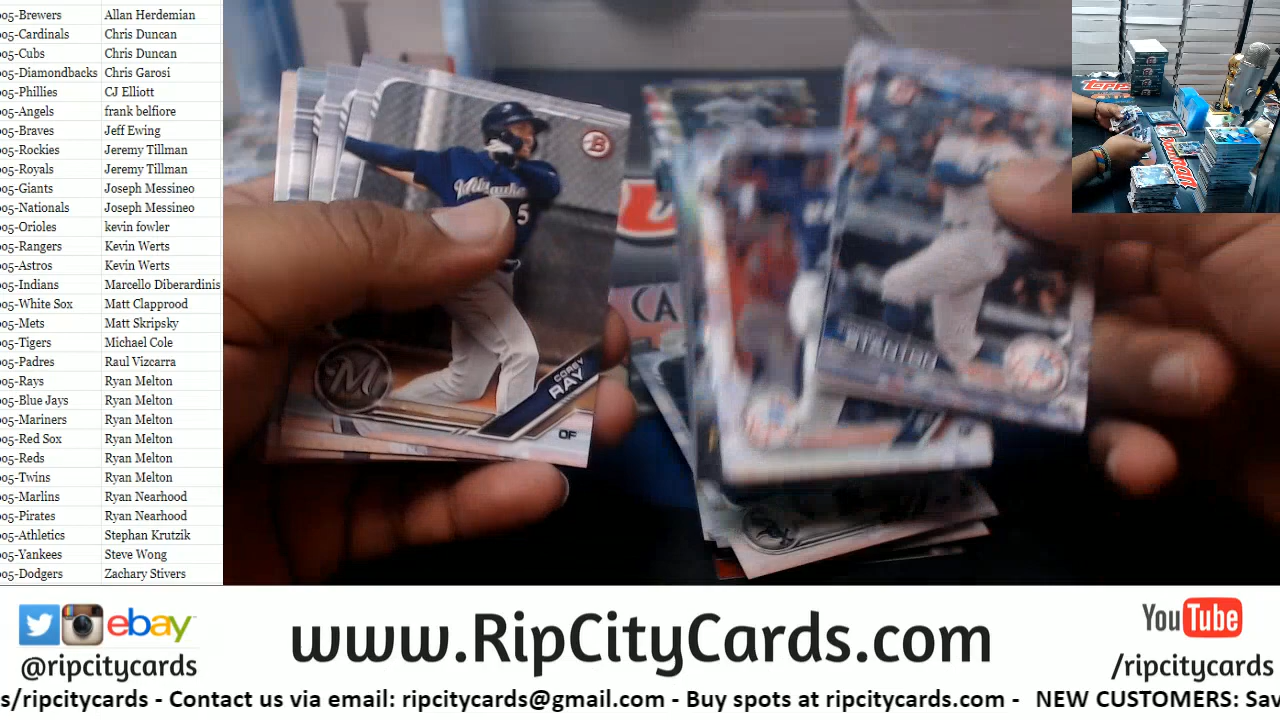 005-Brewers Allan Herdemian
005-Cardinals Chris Duncan
005-Cubs Chris Duncan
005-Diamondbacks Chris Garosi
005-Phillies CJ Elliott
005-Angels frank belfiore
005-Braves Jeff Ewing
005-Rockies Jeremy Tillman
005-Royals Jeremy Tillman
005-Giants Joseph Messineo
005-Nationals Joseph Messineo
005-Orioles kevin fowler
005-Rangers Kevin Werts
005-Astros Kevin Werts
005-Indians Marcello Diberardinis
005-White Sox Matt Clapprood
005-Mets Matt Skripsky
005-Tigers Michael Cole
005-Padres Raul Vizcarra
005-Rays Ryan Melton
005-Blue Jays Ryan Melton
005-Mariners Ryan Melton
005-Red Sox Ryan Melton
005-Reds Ryan Melton
005-Twins Ryan Melton
005-Marlins Ryan Nearhood
005-Pirates Ryan Nearhood
005-Athletics Stephan Krutzik
005-Yankees Steve Wong
005-Dodgers Zachary Stivers
B
Milwaukee
5
M
COREY
RAY
OF
CA
STANTON
TOPPS
ebay
@ripcitycards
www.RipCityCards.com
YouTube
/ripcitycards
s/ripcitycards - Contact us via email: ripcitycards@gmail.com - Buy spots at ripcitycards.com - NEW CUSTOMERS: Sav